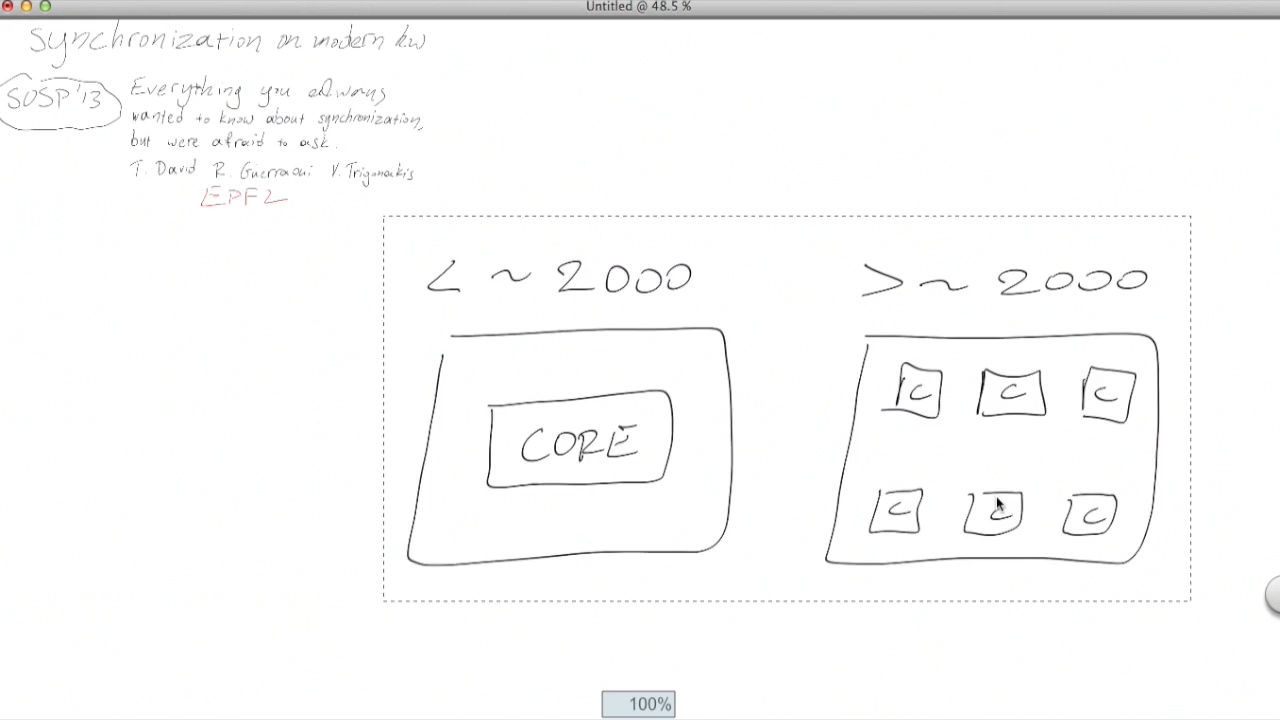 Untitled @ 48.5 %
Synchronization on modern hw
SOSP'13
Everything you always
wanted to know about synchronization,
but were afraid to ask.
T. David R. Guerraoui V. Trigonakis
EPFL
< ~ 2000
> ~ 2000
CORE
C C C
C C C
100%